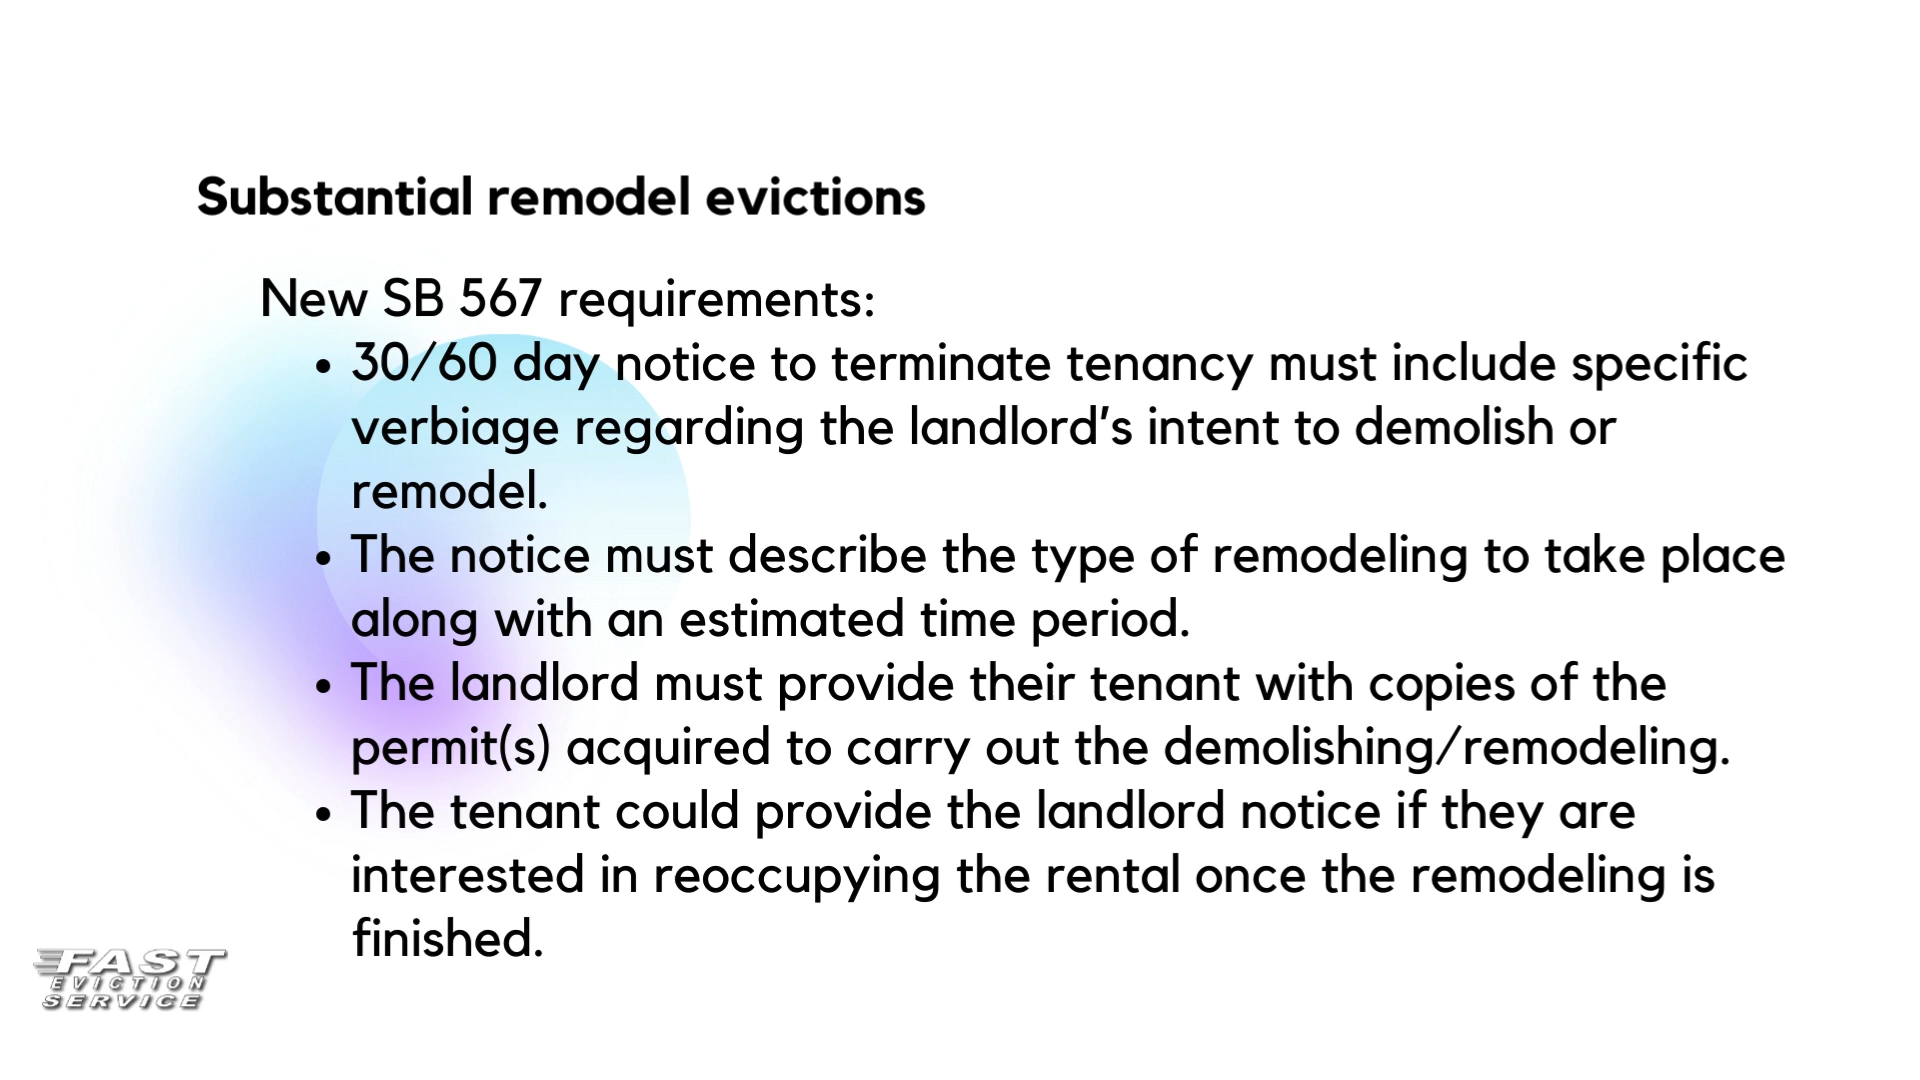 Substantial remodel evictions
New SB 567 requirements:
• 30/60 day notice to terminate tenancy must include specific
verbiage regarding the landlord’s intent to demolish or
remodel.
• The notice must describe the type of remodeling to take place
along with an estimated time period.
• The landlord must provide their tenant with copies of the
permit(s) acquired to carry out the demolishing/remodeling.
• The tenant could provide the landlord notice if they are
interested in reoccupying the rental once the remodeling is
finished.
FAST
EVICTION
SERVICE